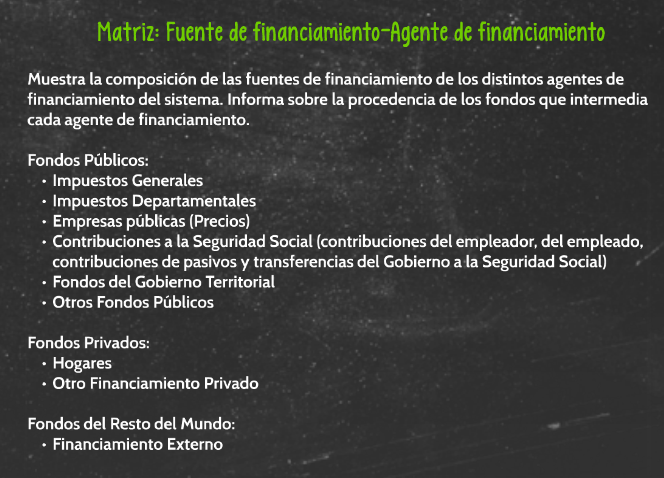 Matriz: Fuente de financiamiento-Agente de financiamiento
Muestra la composición de las fuentes de financiamiento de los distintos agentes de
financiamiento del sistema. Informa sobre la procedencia de los fondos que intermedia
cada agente de financiamiento.
Fondos Públicos:
• Impuestos Generales
• Impuestos Departamentales
• Empresas públicas (Precios)
• Contribuciones a la Seguridad Social (contribuciones del empleador, del empleado,
contribuciones de pasivos y transferencias del Gobierno a la Seguridad Social)
• Fondos del Gobierno Territorial
• Otros Fondos Públicos
Fondos Privados:
• Hogares
• Otro Financiamiento Privado
Fondos del Resto del Mundo:
• Financiamiento Externo